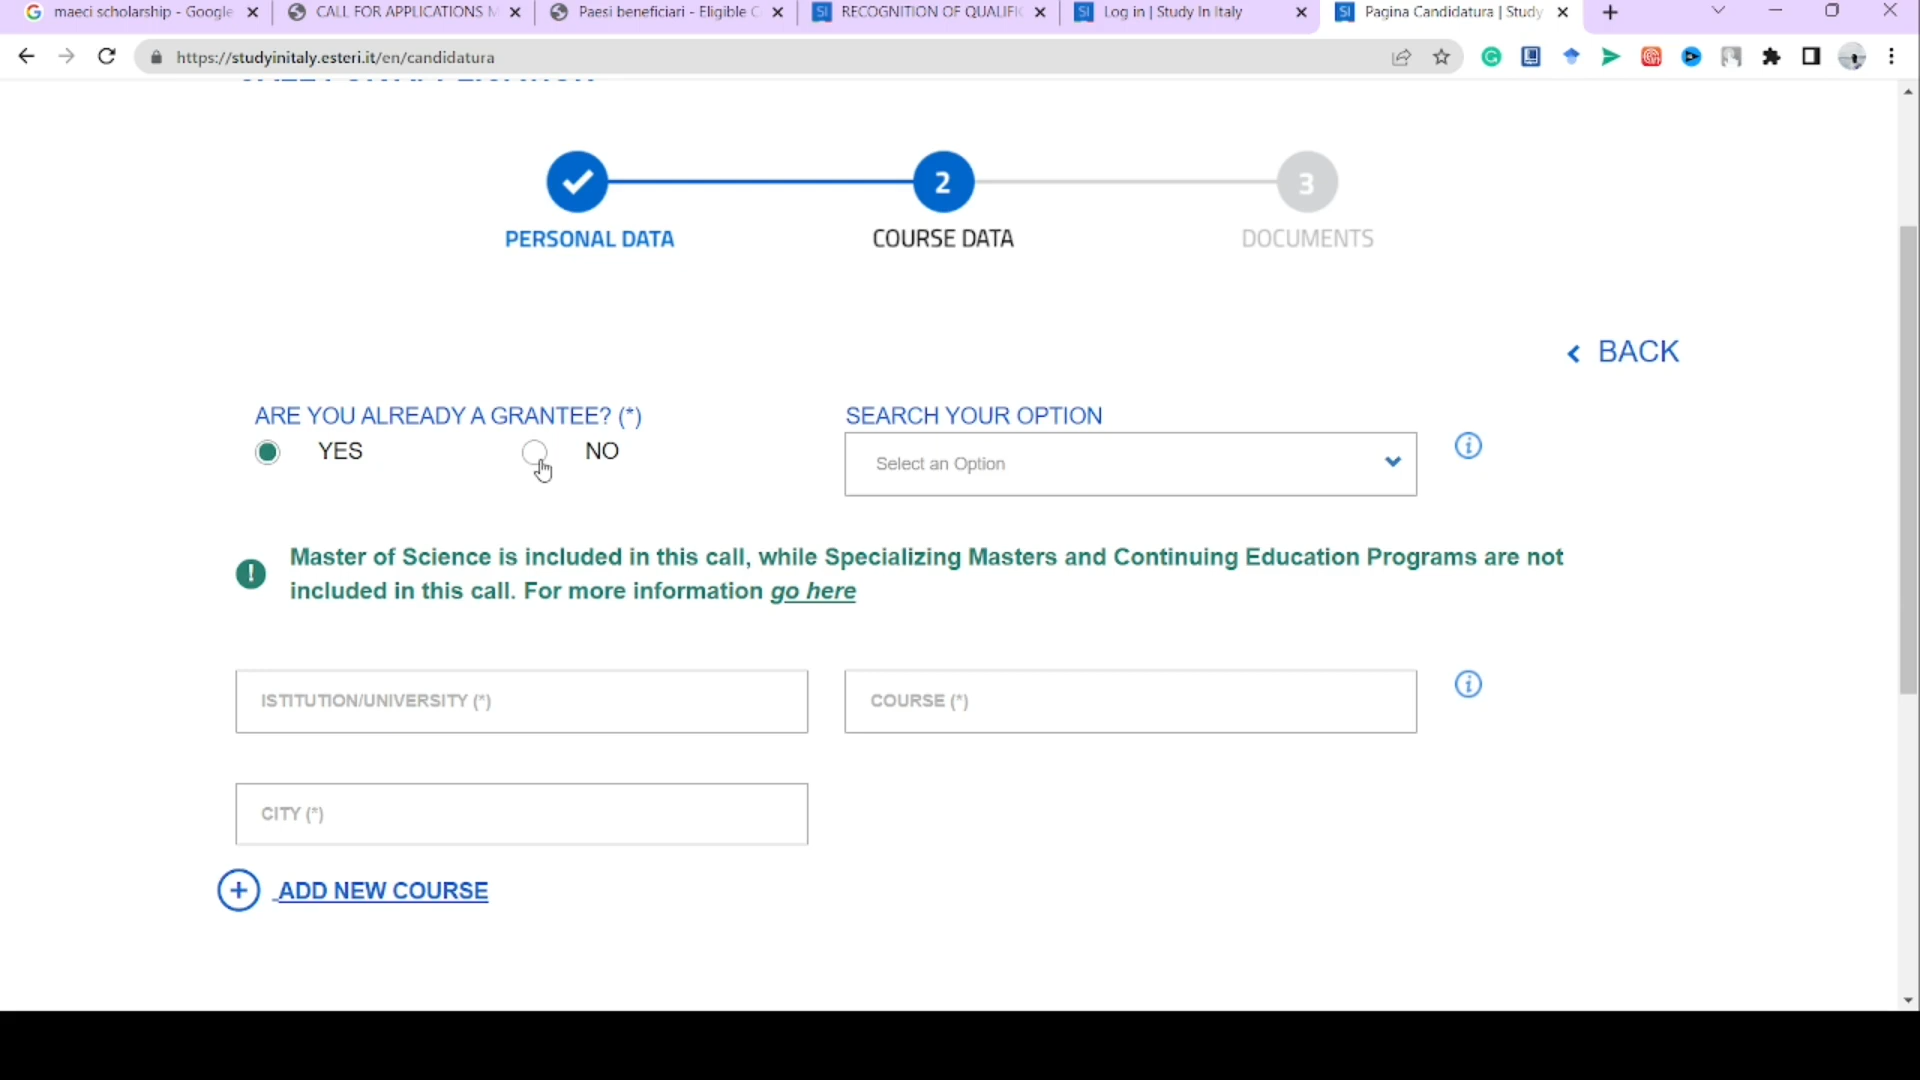 maeci scholarship - Google
CALL FOR APPLICATIONS M
Paesi beneficiari - Eligible C
RECOGNITION OF QUALIFIC
Log in | Study In Italy
Pagina Candidatura | Study
https://studyinitaly.esteri.it/en/candidatura
2
3
PERSONAL DATA
COURSE DATA
DOCUMENTS
BACK
ARE YOU ALREADY A GRANTEE? (*)
SEARCH YOUR OPTION
YES
NO
Select an Option
Master of Science is included in this call, while Specializing Masters and Continuing Education Programs are not
included in this call. For more information go here
ISTITUTION/UNIVERSITY (*)
COURSE (*)
CITY (*)
ADD NEW COURSE